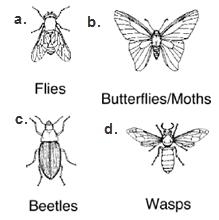 a.
b.
Flies
Butterflies/Moths
c.
d.
Beetles
Wasps